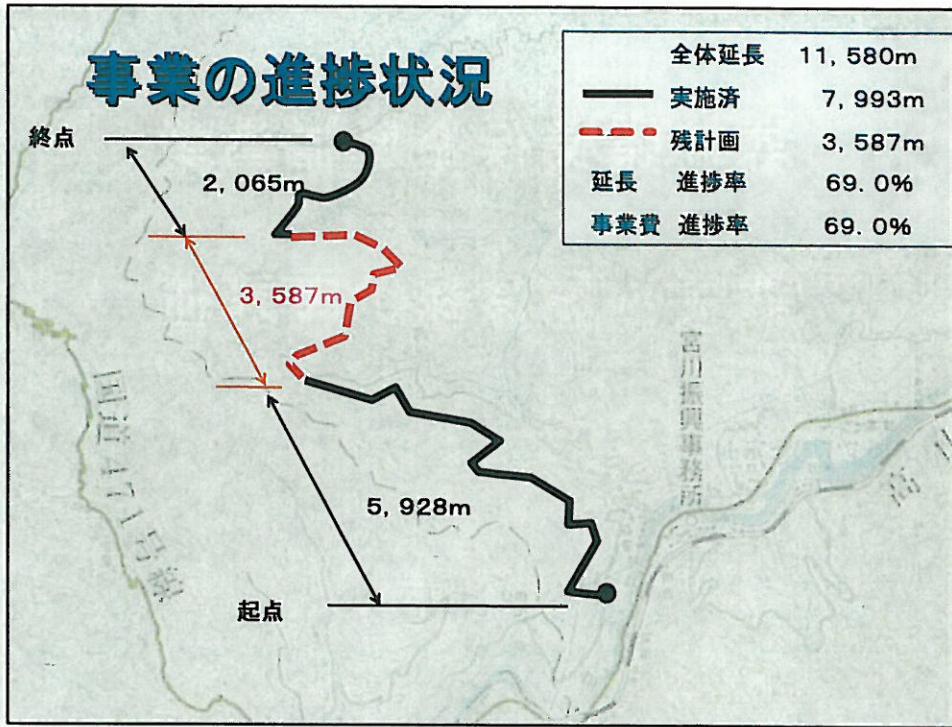 事業の進捗状況
全体延長 11,580m
実施済 7,993m
残計画 3,587m
延長 進捗率 69.0%
事業費 進捗率 69.0%
終点
2,065m
3,587m
5,928m
起点
国道471号線
宮川振興事務所
高山